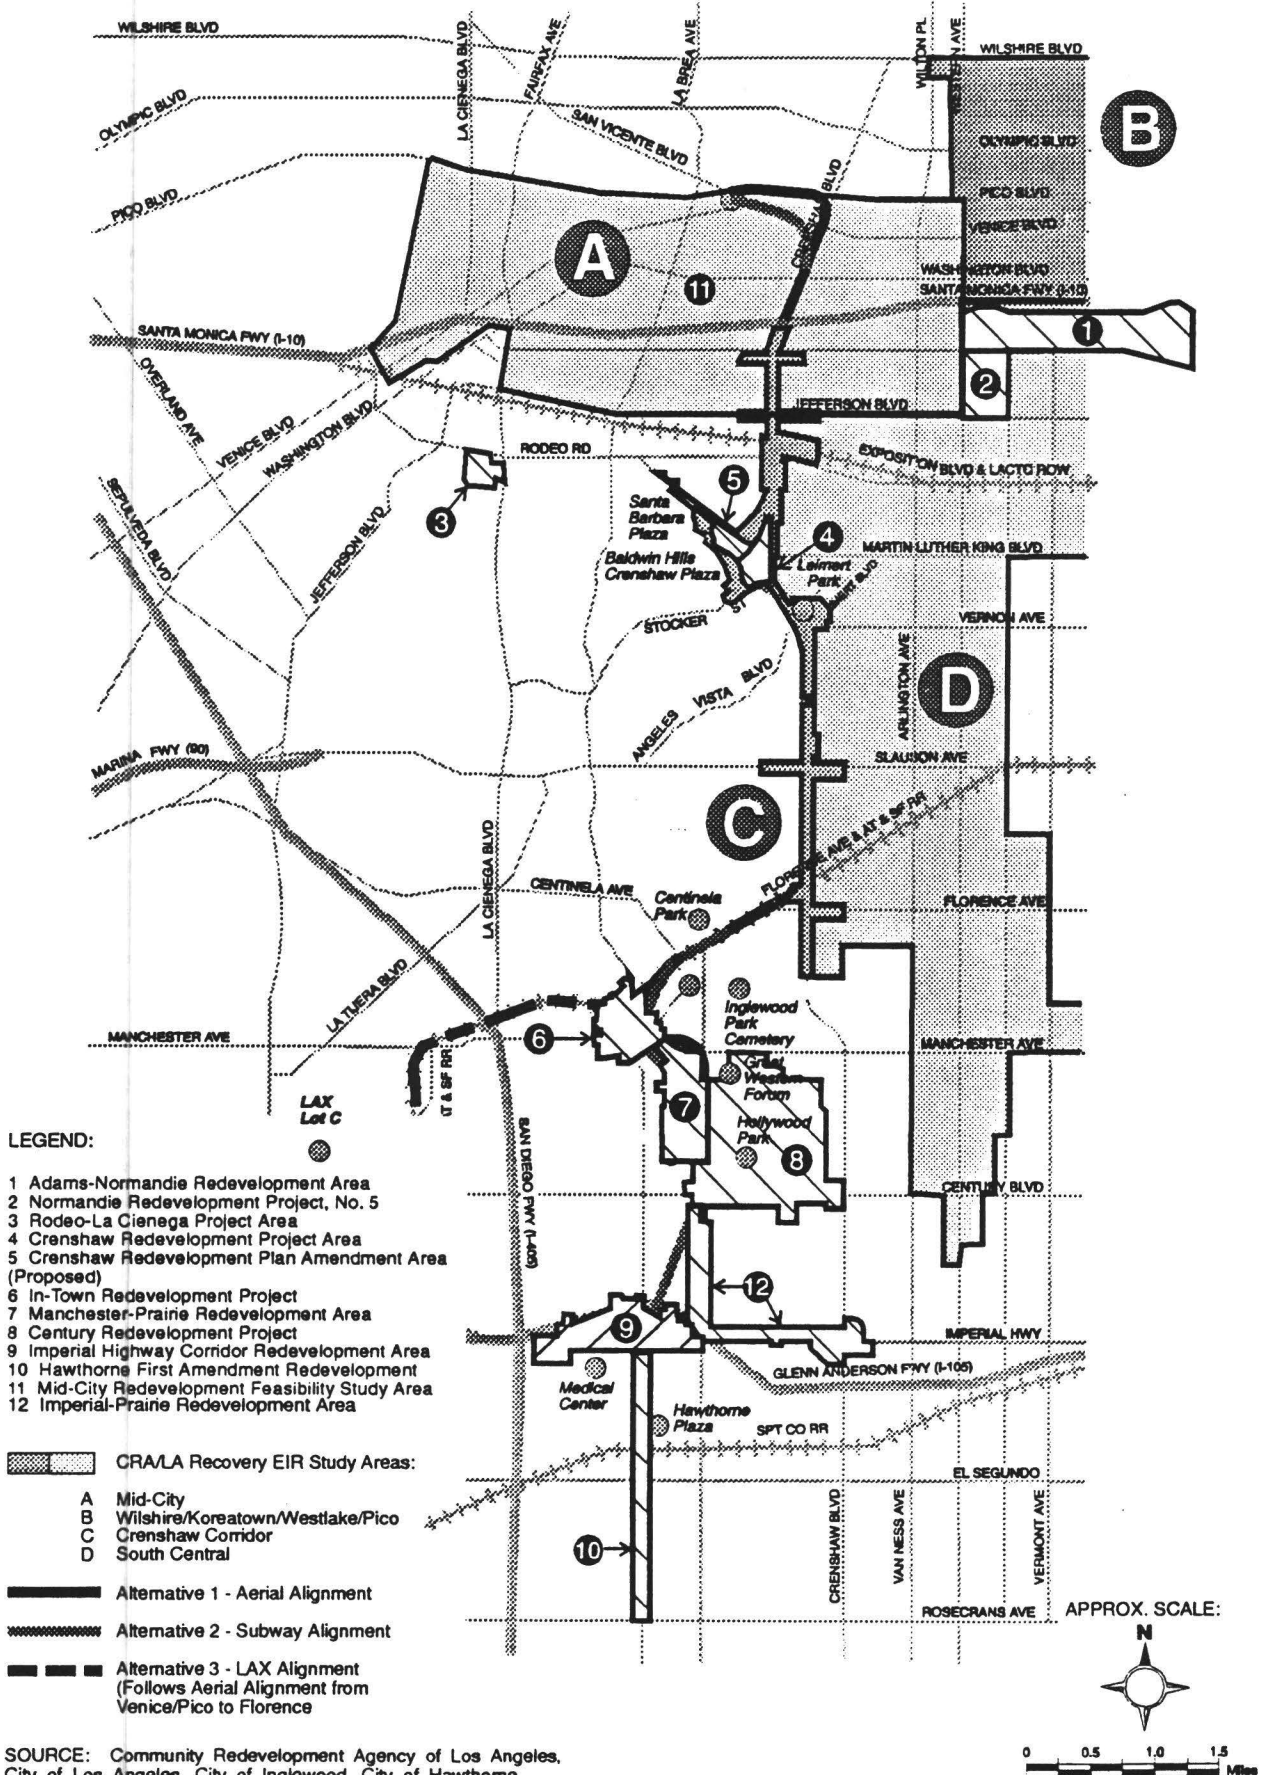 WILSHIRE BLVD
LA CIENEGA BLVD
FAIRFAX AVE
LA BREA AVE
WILTON PL
WESTERN AVE
WILSHIRE BLVD
B
OLYMPIC BLVD
SAN VICENTE BLVD
OLYMPIC BLVD
PICO BLVD
CRENSHAW BLVD
PICO BLVD
VENICE BLVD
A
11
WASHINGTON BLVD
SANTA MONICA FWY (I-10)
SANTA MONICA FWY (I-10)
1
2
OVERLAND AVE
VENICE BLVD
WASHINGTON BLVD
JEFFERSON BLVD
RODEO RD
EXPOSITION BLVD & LACTC ROW
3
5
Santa
Barbara
Plaza
4
SEPULVEDA BLVD
JEFFERSON BLVD
Baldwin Hills
Crenshaw Plaza
MARTIN LUTHER KING BLVD
Leimert
Park
STOCKER
ST
VERNON AVE
ARLINGTON AVE
D
ANGELES VISTA BLVD
MARINA FWY (90)
SLAUSON AVE
C
FLORENCE AVE & AT & SF RR
LA CIENEGA BLVD
CENTINELA AVE
Centinela
Park
FLORENCE AVE
LA TIJERA BLVD
Inglewood
Park
Cemetery
MANCHESTER AVE
6
MANCHESTER AVE
AT & SF RR
Great
Western
Forum
7
Hollywood
Park
8
LAX
Lot C
SAN DIEGO FWY (I-405)
CENTURY BLVD
12
9
IMPERIAL HWY
GLENN ANDERSON FWY (I-105)
Medical
Center
Hawthorne
Plaza
SPT CO RR
EL SEGUNDO
10
CRENSHAW BLVD
VAN NESS AVE
VERMONT AVE
ROSECRANS AVE
LEGEND:
1 Adams-Normandie Redevelopment Area
2 Normandie Redevelopment Project, No. 5
3 Rodeo-La Cienega Project Area
4 Crenshaw Redevelopment Project Area
5 Crenshaw Redevelopment Plan Amendment Area
(Proposed)
6 In-Town Redevelopment Project
7 Manchester-Prairie Redevelopment Area
8 Century Redevelopment Project
9 Imperial Highway Corridor Redevelopment Area
10 Hawthorne First Amendment Redevelopment
11 Mid-City Redevelopment Feasibility Study Area
12 Imperial-Prairie Redevelopment Area
CRA/LA Recovery EIR Study Areas:
A Mid-City
B Wilshire/Koreatown/Westlake/Pico
C Crenshaw Corridor
D South Central
Alternative 1 - Aerial Alignment
Alternative 2 - Subway Alignment
Alternative 3 - LAX Alignment
(Follows Aerial Alignment from
Venice/Pico to Florence
APPROX. SCALE:
N
0 0.5 1.0 1.5
Miles
SOURCE: Community Redevelopment Agency of Los Angeles,
City of Los Angeles, City of Inglewood, City of Hawthorne